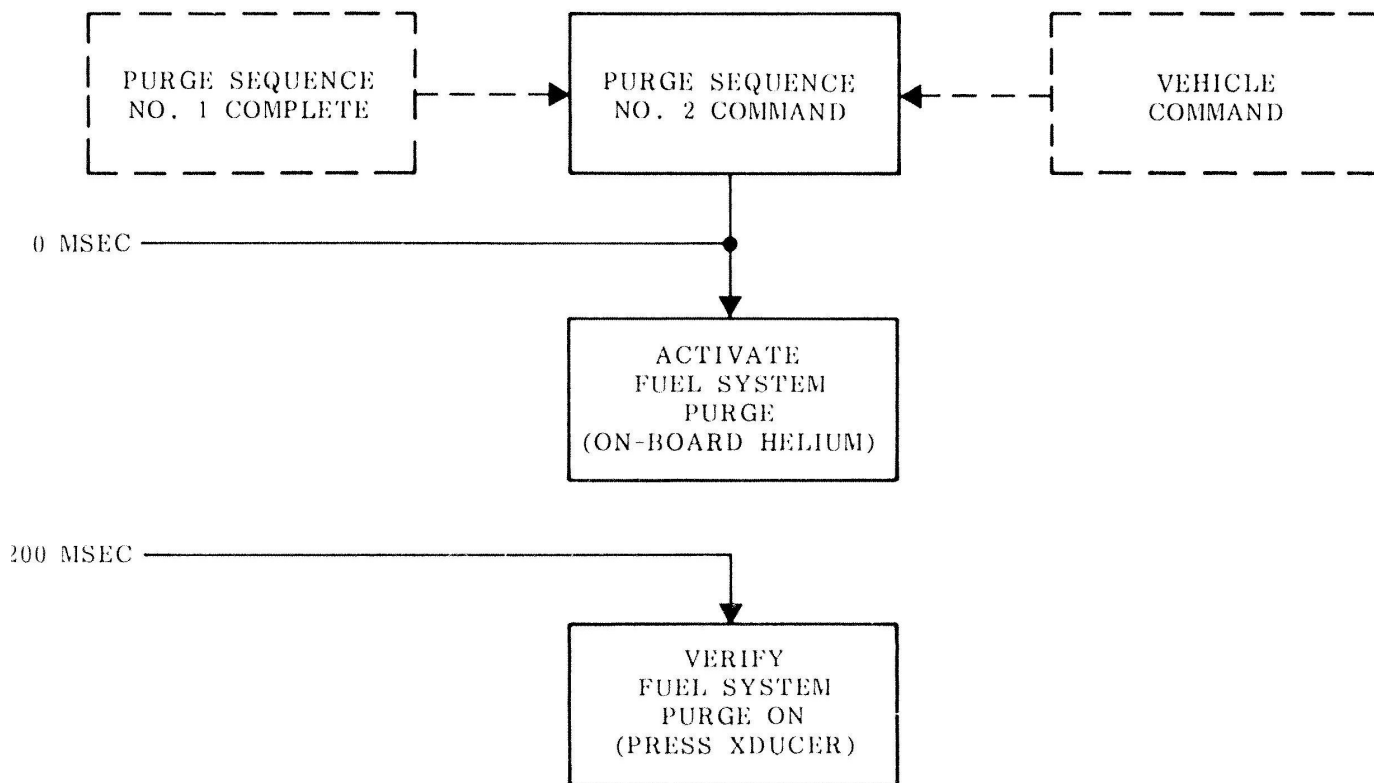 PURGE SEQUENCE
NO. 1 COMPLETE
PURGE SEQUENCE
NO. 2 COMMAND
VEHICLE
COMMAND
0 MSEC
ACTIVATE
FUEL SYSTEM
PURGE
(ON-BOARD HELIUM)
200 MSEC
VERIFY
FUEL SYSTEM
PURGE ON
(PRESS XDUCER)